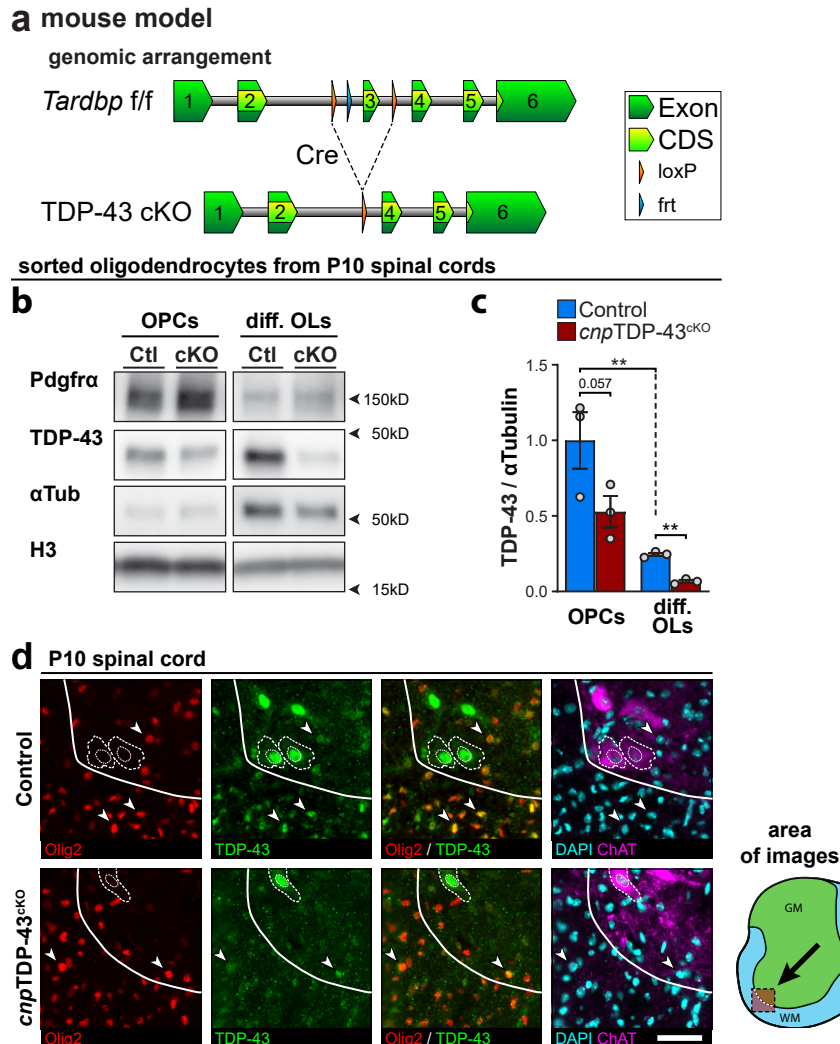 a mouse model
genomic arrangement
Tardbp f/f
1 2 3 4 5 6
Cre
TDP-43 cKO
1 2 4 5 6
Exon
CDS
loxP
frt
sorted oligodendrocytes from P10 spinal cords
b
OPCs diff. OLs
Ctl cKO Ctl cKO
Pdgfrα
150kD
50kD
TDP-43
αTub
50kD
H3
15kD
c
Control
cnpTDP-43cKO
TDP-43 / αTubulin
1.5
1.0
0.5
0.0
**
0.057
**
OPCs
diff.
OLs
d P10 spinal cord
Control
Olig2 TDP-43 Olig2 / TDP-43 DAPI ChAT
cnpTDP-43cKO
Olig2 TDP-43 Olig2 / TDP-43 DAPI ChAT
area
of images
GM
WM